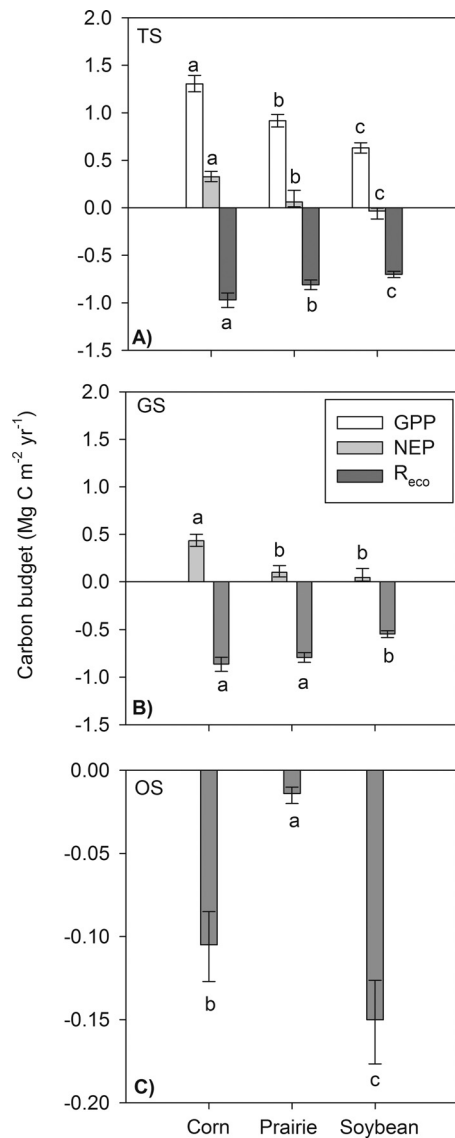 2.0
TS
1.5
a
1.0
b
c
0.5
a
b
c
0.0
-0.5
-1.0
a
b
c
-1.5
A)
2.0
GS
GPP
1.5
NEP
1.0
Reco
a
0.5
b
b
0.0
-0.5
-1.0
a
a
b
-1.5
B)
Carbon budget (Mg C m⁻² yr⁻¹)
0.00
OS
a
-0.05
-0.10
b
-0.15
c
-0.20
C)
Corn Prairie Soybean